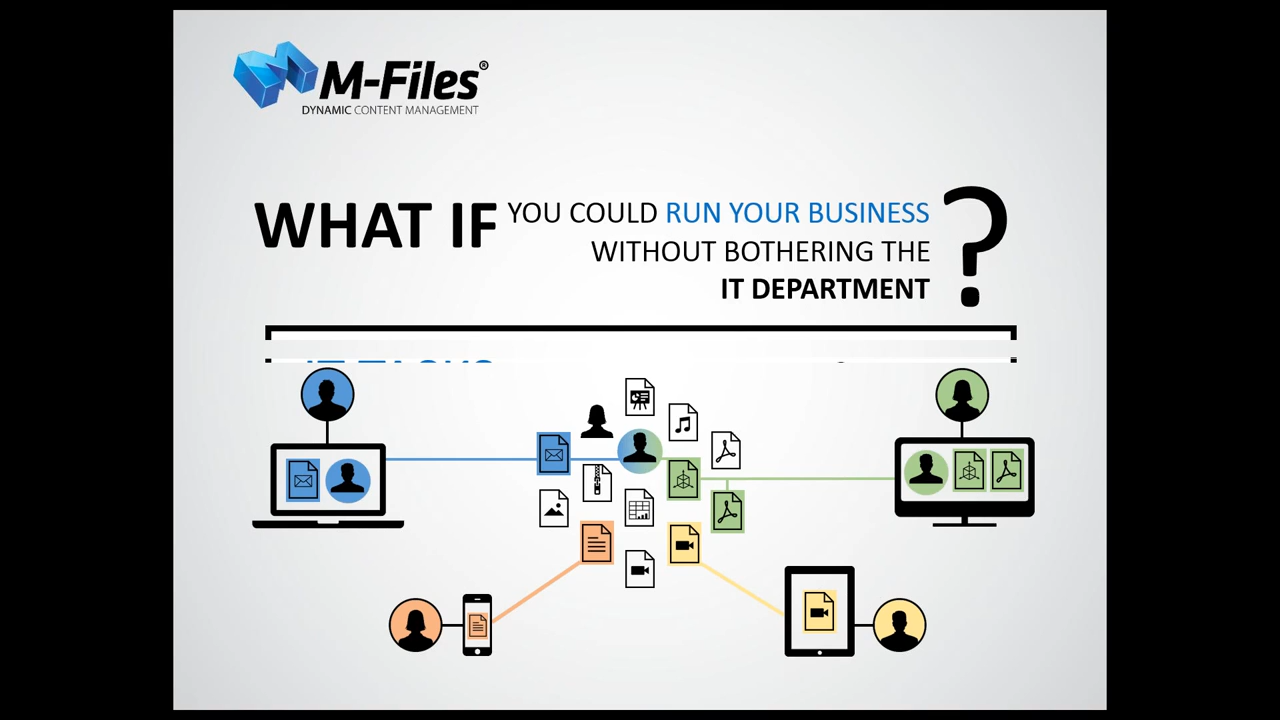 M-Files®
DYNAMIC CONTENT MANAGEMENT
WHAT IF YOU COULD RUN YOUR BUSINESS ?
WITHOUT BOTHERING THE
IT DEPARTMENT